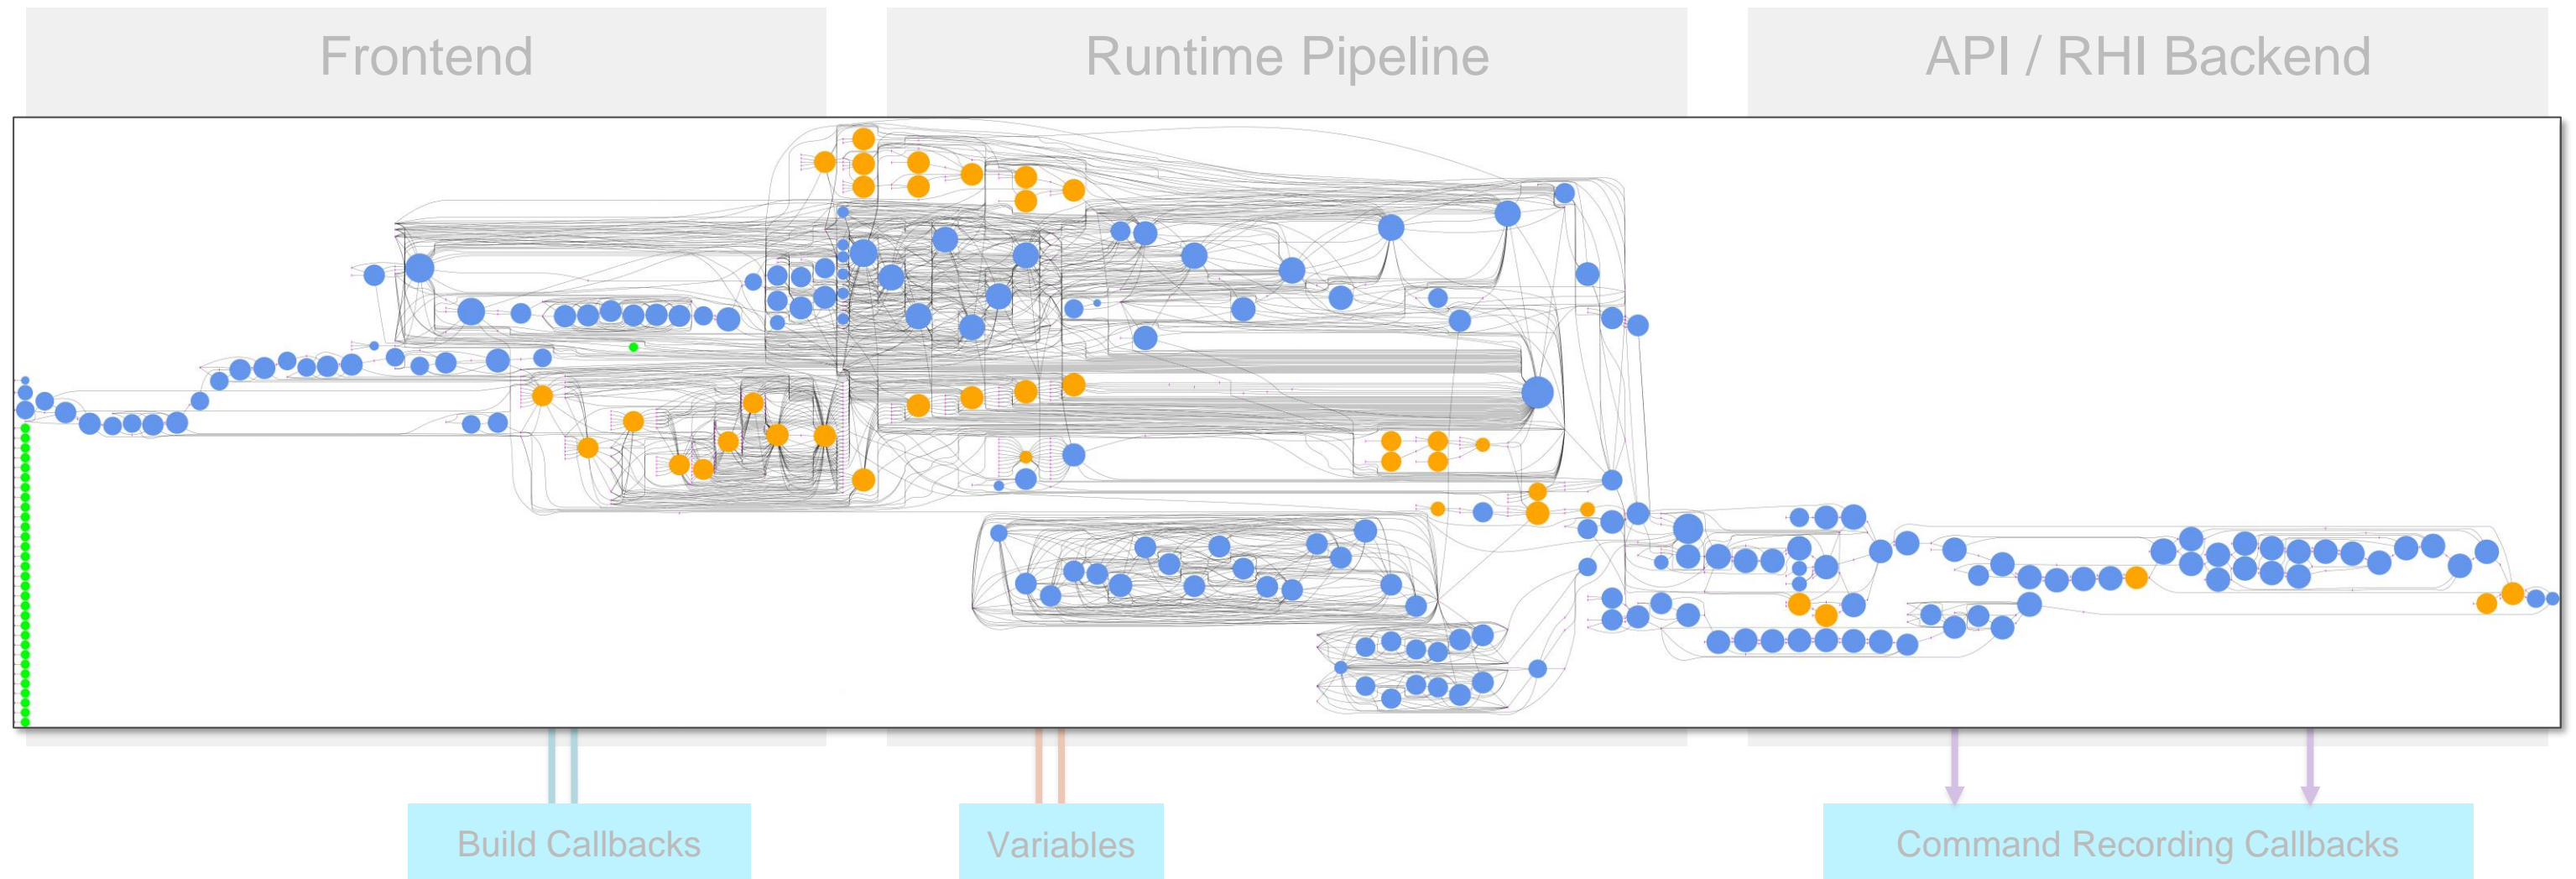 Frontend
Runtime Pipeline
API / RHI Backend
Build Callbacks
Variables
Command Recording Callbacks